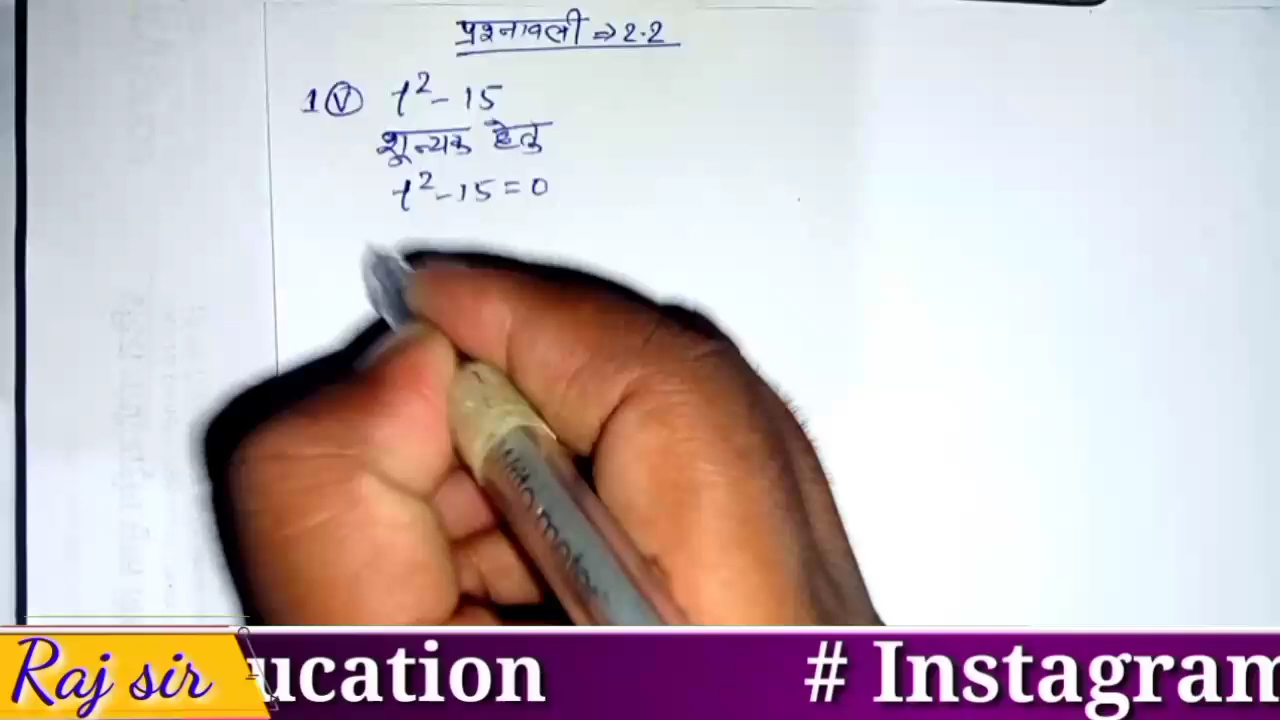 प्रश्नावली ⇒ 2.2
1 (V) t² - 15
शून्यक हेतु
t² - 15 = 0
Raj sir
ucation # Instagram